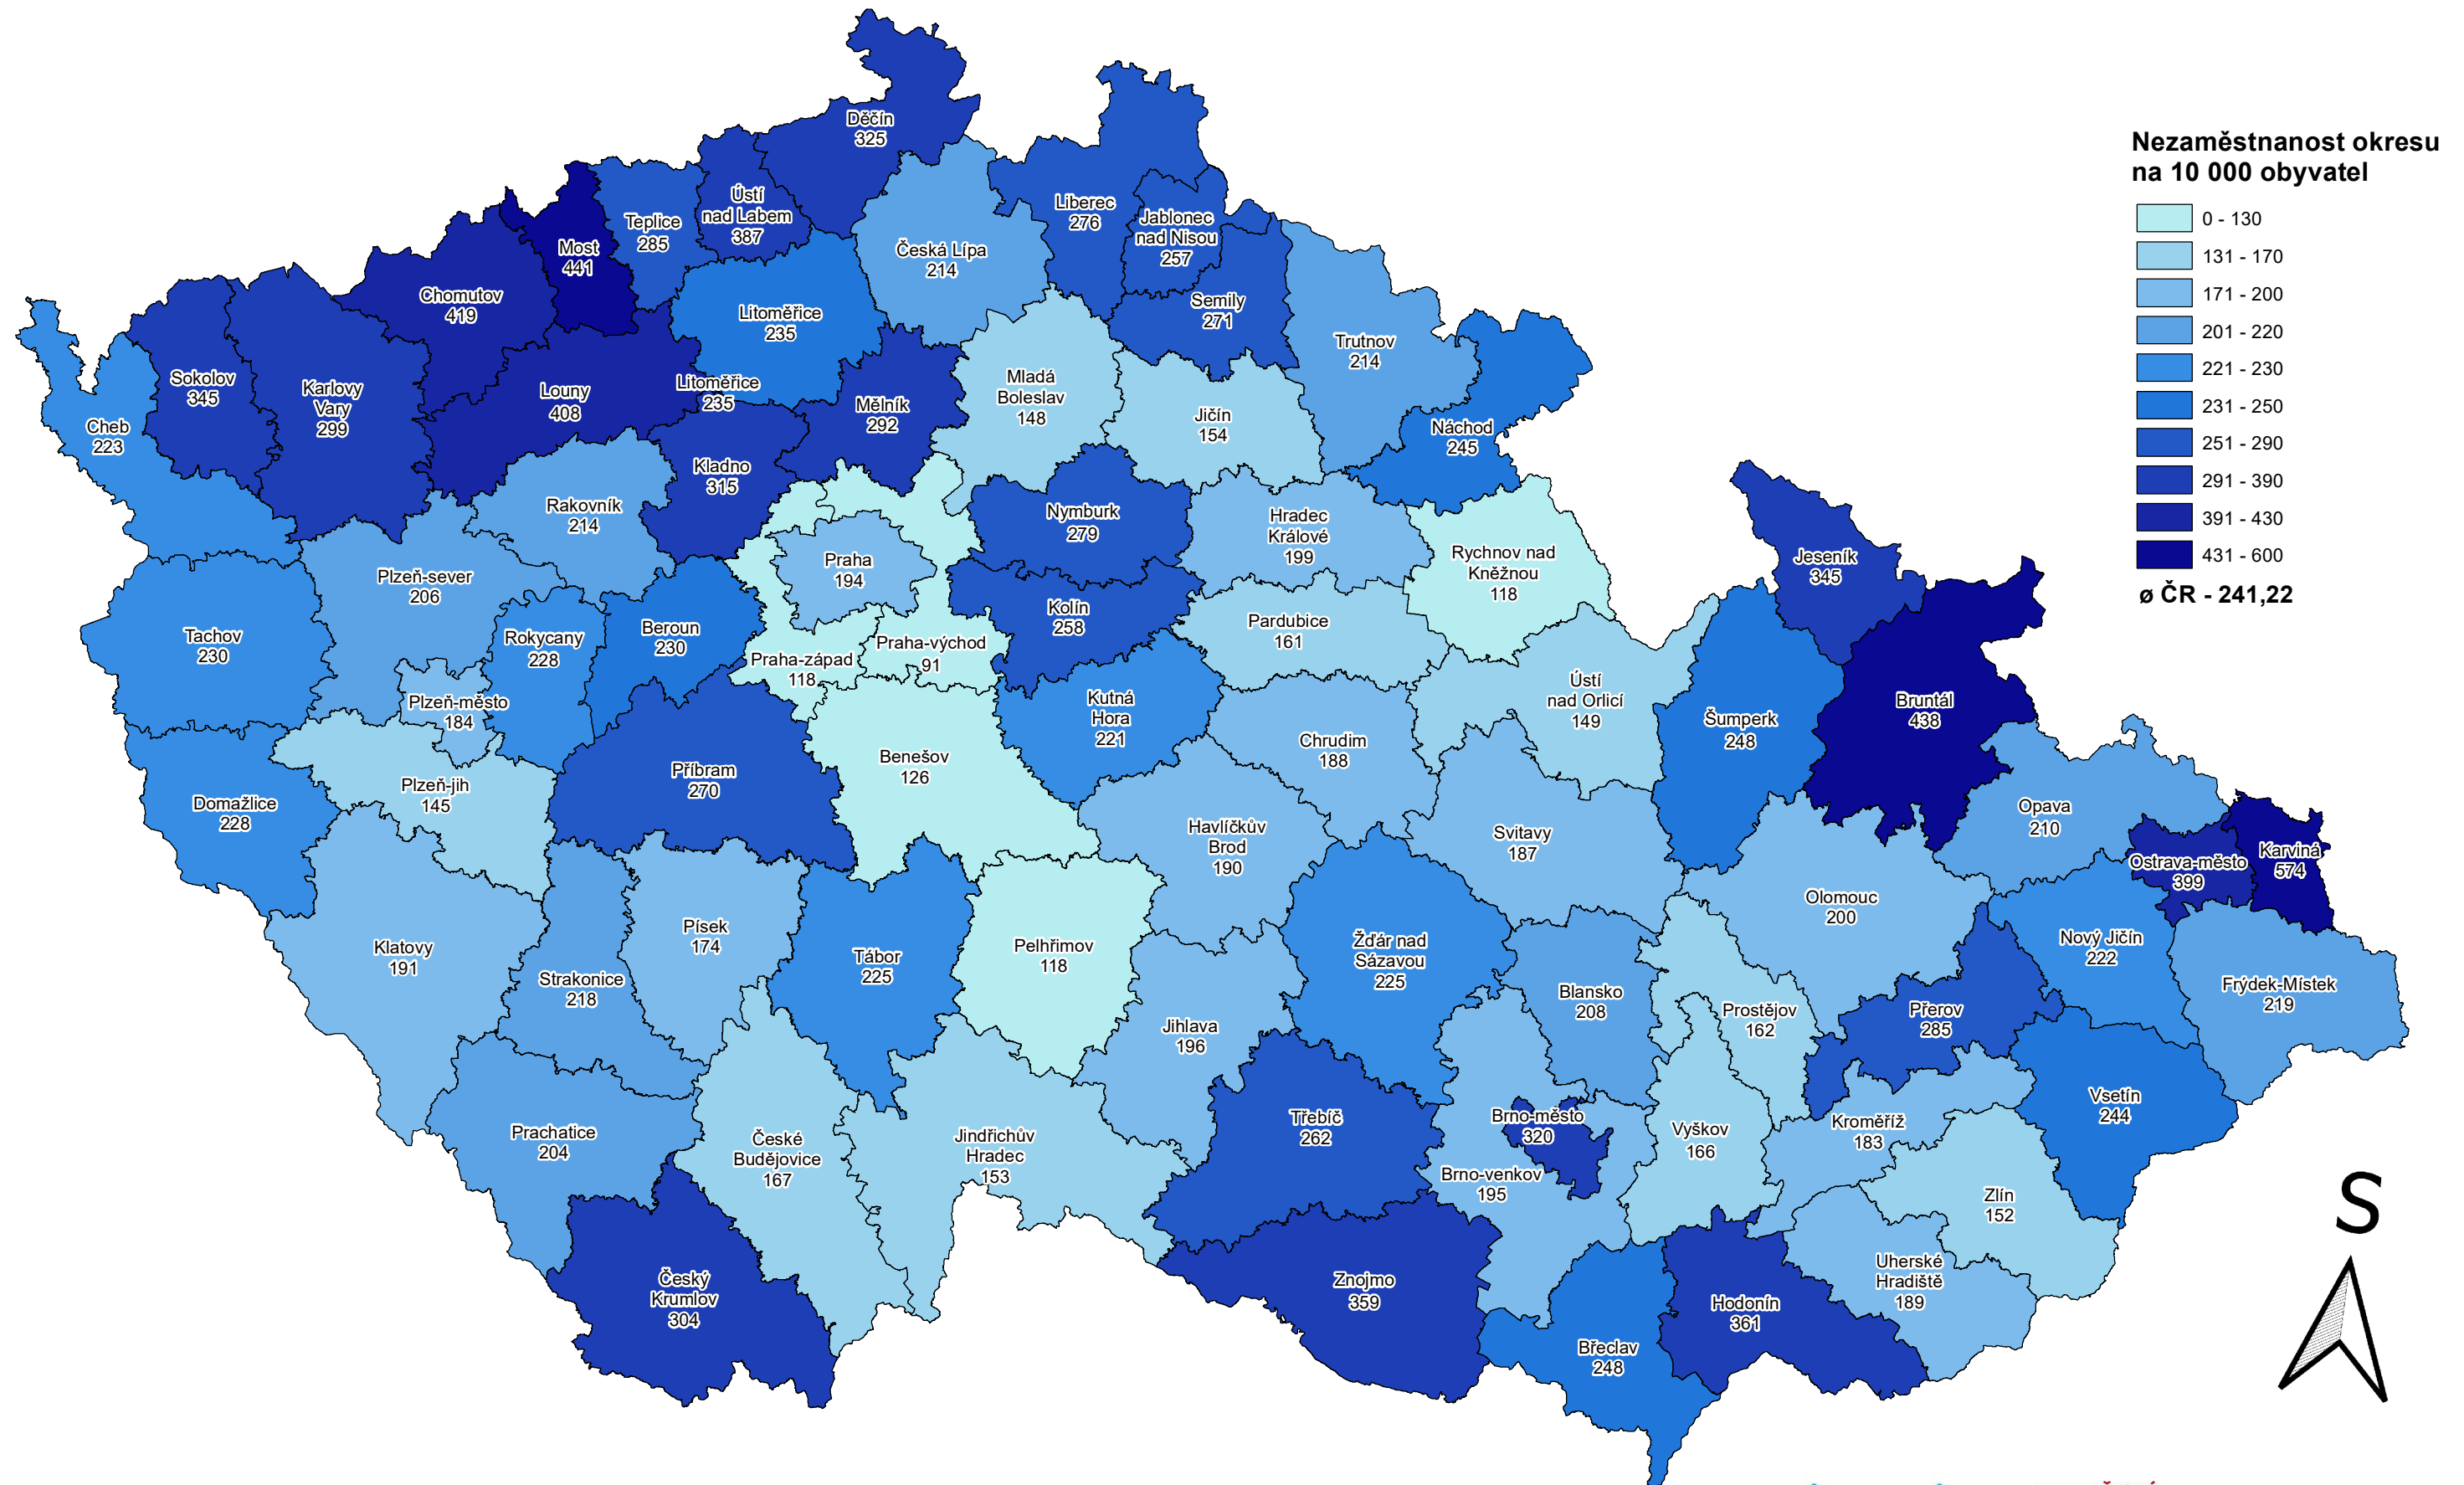 Nezaměstnanost okresu
na 10 000 obyvatel
0 - 130
131 - 170
171 - 200
201 - 220
221 - 230
231 - 250
251 - 290
291 - 390
391 - 430
431 - 600
ø ČR - 241,22
Děčín
325
Ústí
nad Labem
387
Teplice
285
Most
441
Liberec
276
Jablonec
nad Nisou
257
Česká Lípa
214
Chomutov
419
Litoměřice
235
Semily
271
Trutnov
214
Sokolov
345
Karlovy
Vary
299
Louny
408
Litoměřice
235
Mělník
292
Mladá
Boleslav
148
Jičín
154
Cheb
223
Náchod
245
Kladno
315
Rakovník
214
Nymburk
279
Hradec
Králové
199
Praha
194
Rychnov nad
Kněžnou
118
Jeseník
345
Plzeň-sever
206
Kolín
258
Pardubice
161
Tachov
230
Rokycany
228
Beroun
230
Praha-východ
91
Praha-západ
118
Plzeň-město
184
Kutná
Hora
221
Ústí
nad Orlicí
149
Šumperk
248
Bruntál
438
Chrudim
188
Benešov
126
Příbram
270
Plzeň-jih
145
Domažlice
228
Opava
210
Havlíčkův
Brod
190
Svitavy
187
Karviná
574
Ostrava-město
399
Olomouc
200
Klatovy
191
Písek
174
Tábor
225
Pelhřimov
118
Žďár nad
Sázavou
225
Nový Jičín
222
Strakonice
218
Blansko
208
Frýdek-Místek
219
Jihlava
196
Prostějov
162
Přerov
285
Vsetín
244
Prachatice
204
České
Budějovice
167
Jindřichův
Hradec
153
Třebíč
262
Brno-město
320
Vyškov
166
Kroměříž
183
Brno-venkov
195
Zlín
152
S
Český
Krumlov
304
Znojmo
359
Uherské
Hradiště
189
Hodonín
361
Břeclav
248